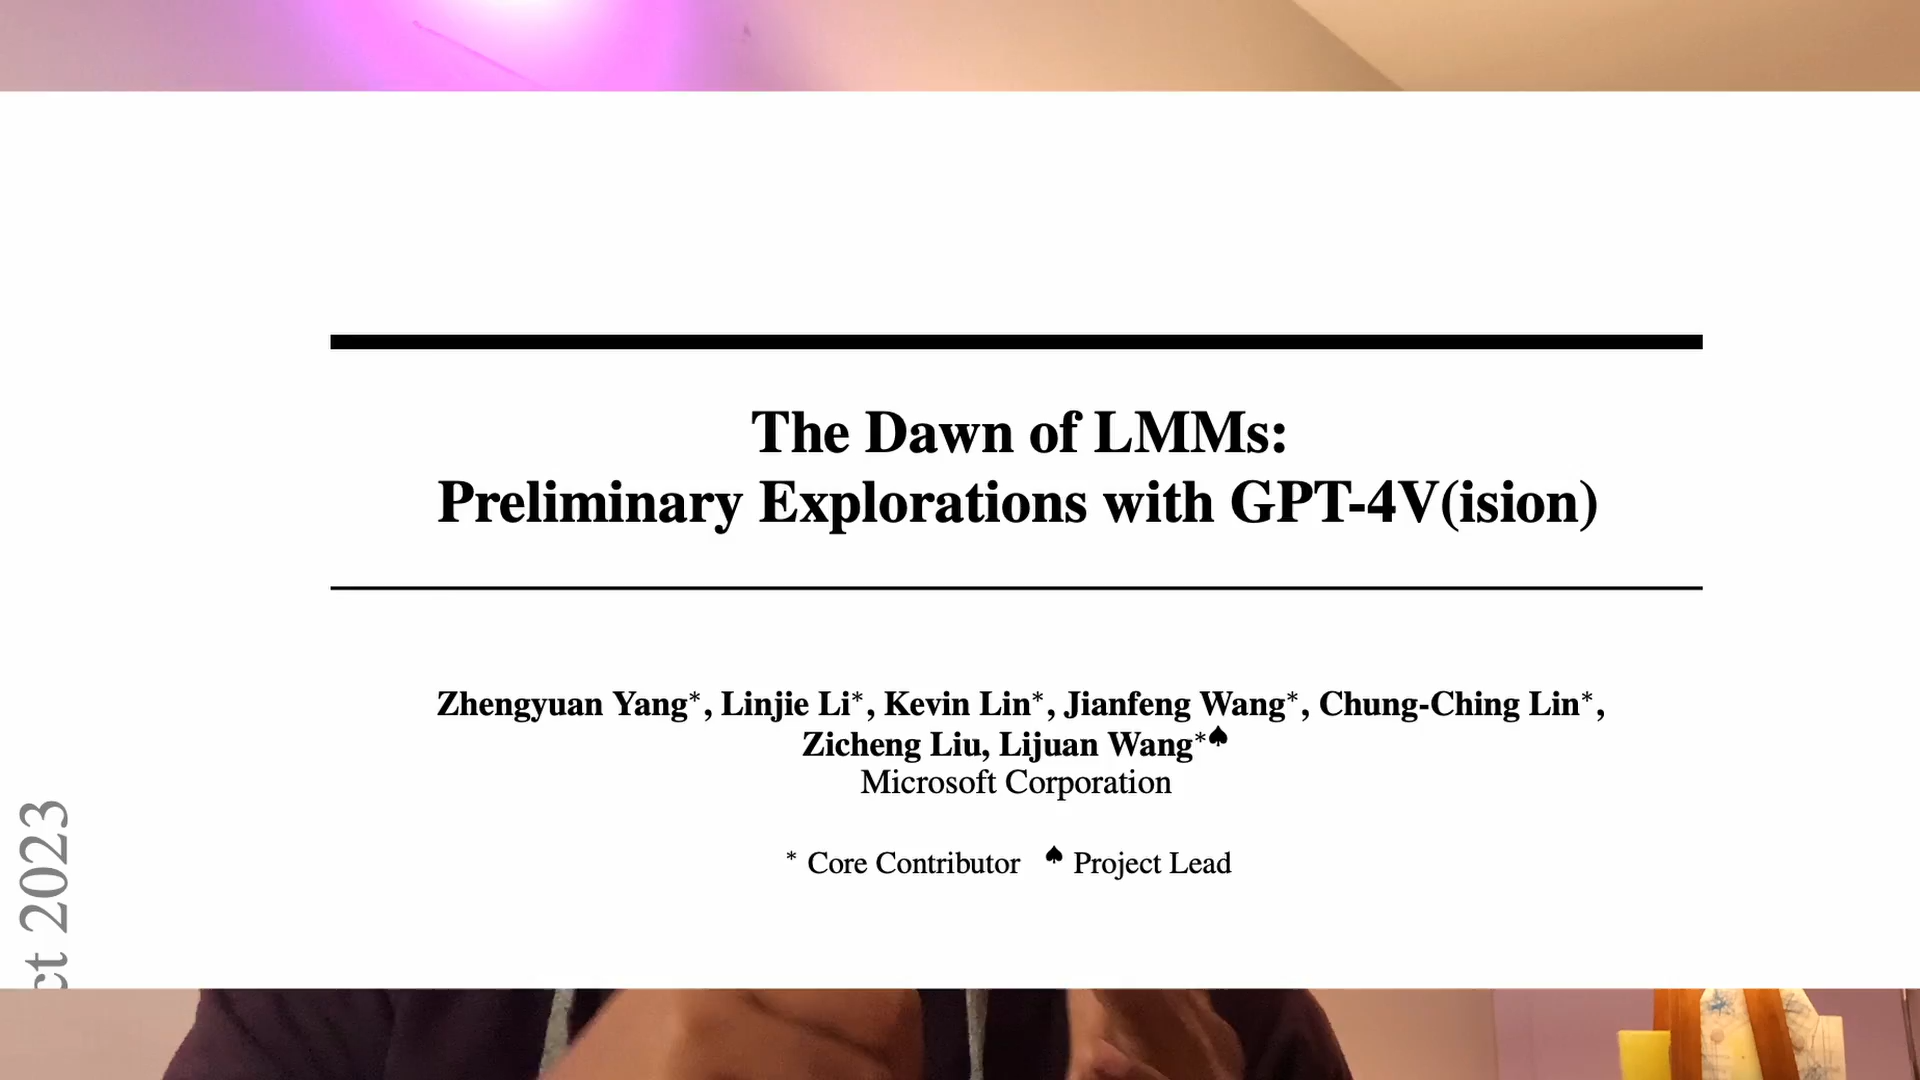 The Dawn of LMMs:
Preliminary Explorations with GPT-4V(ision)
Zhengyuan Yang*, Linjie Li*, Kevin Lin*, Jianfeng Wang*, Chung-Ching Lin*,
Zicheng Liu, Lijuan Wang*♠
Microsoft Corporation
* Core Contributor ♠ Project Lead
2023